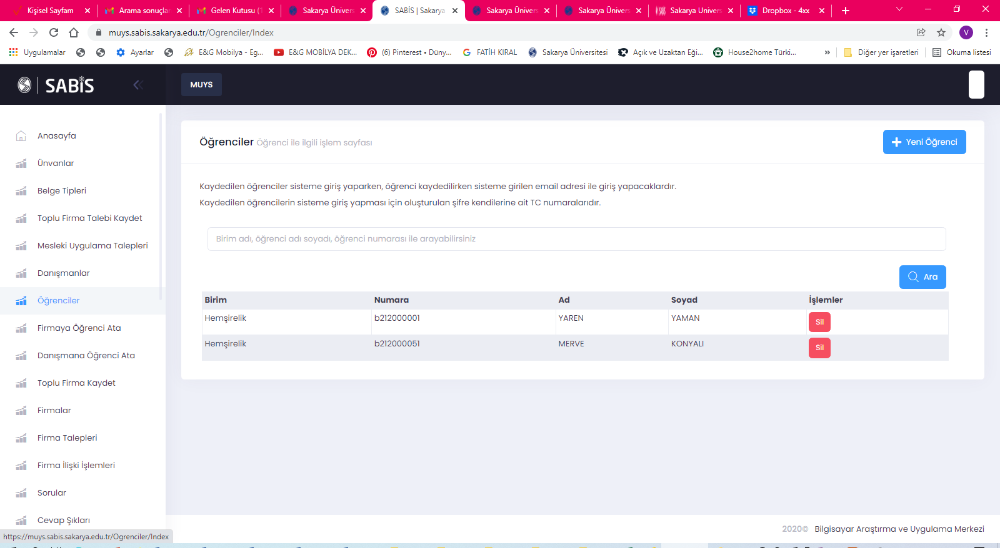 Kişisel Sayfam
Arama sonuçlar
Gelen Kutusu (1
Sakarya Ünivers
SABİS | Sakarya
Sakarya Univers
Sakarya Univers
Sakarya Univers
Dropbox - 4xx
muys.sabis.sakarya.edu.tr/Ogrenciler/Index
V
Uygulamalar
Ayarlar
E&G Mobilya - Eg...
E&G MOBİLYA DEK...
(6) Pinterest • Düny...
FATİH KIRAL
Sakarya Üniversitesi
Açık ve Uzaktan Eği...
House2home Türki...
»
Diğer yer işaretleri
Okuma listesi
SABİS
MUYS
Anasayfa
Ünvanlar
Belge Tipleri
Toplu Firma Talebi Kaydet
Mesleki Uygulama Talepleri
Danışmanlar
Öğrenciler
Firmaya Öğrenci Ata
Danışmana Öğrenci Ata
Toplu Firma Kaydet
Firmalar
Firma Talepleri
Firma İlişki İşlemleri
Sorular
Cevap Şıkları
https://muys.sabis.sakarya.edu.tr/Ogrenciler/Index
Öğrenciler Öğrenci ile ilgili işlem sayfası
Yeni Öğrenci
Kaydedilen öğrenciler sisteme giriş yaparken, öğrenci kaydedilirken sisteme girilen email adresi ile giriş yapacaklardır.
Kaydedilen öğrencilerin sisteme giriş yapması için oluşturulan şifre kendilerine ait TC numaralarıdır.
Birim adı, öğrenci adı soyadı, öğrenci numarası ile arayabilirsiniz
Ara
Birim Numara Ad Soyad İşlemler
Hemşirelik b212000001 YAREN YAMAN Sil
Hemşirelik b212000051 MERVE KONYALI Sil
2020© Bilgisayar Araştırma ve Uygulama Merkezi